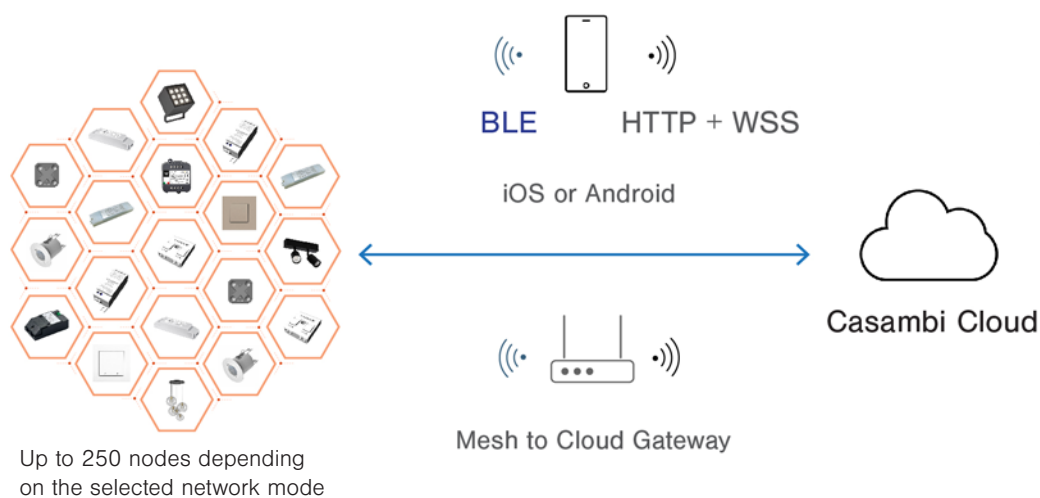 BLE
HTTP + WSS
iOS or Android
Casambi Cloud
Mesh to Cloud Gateway
Up to 250 nodes depending
on the selected network mode